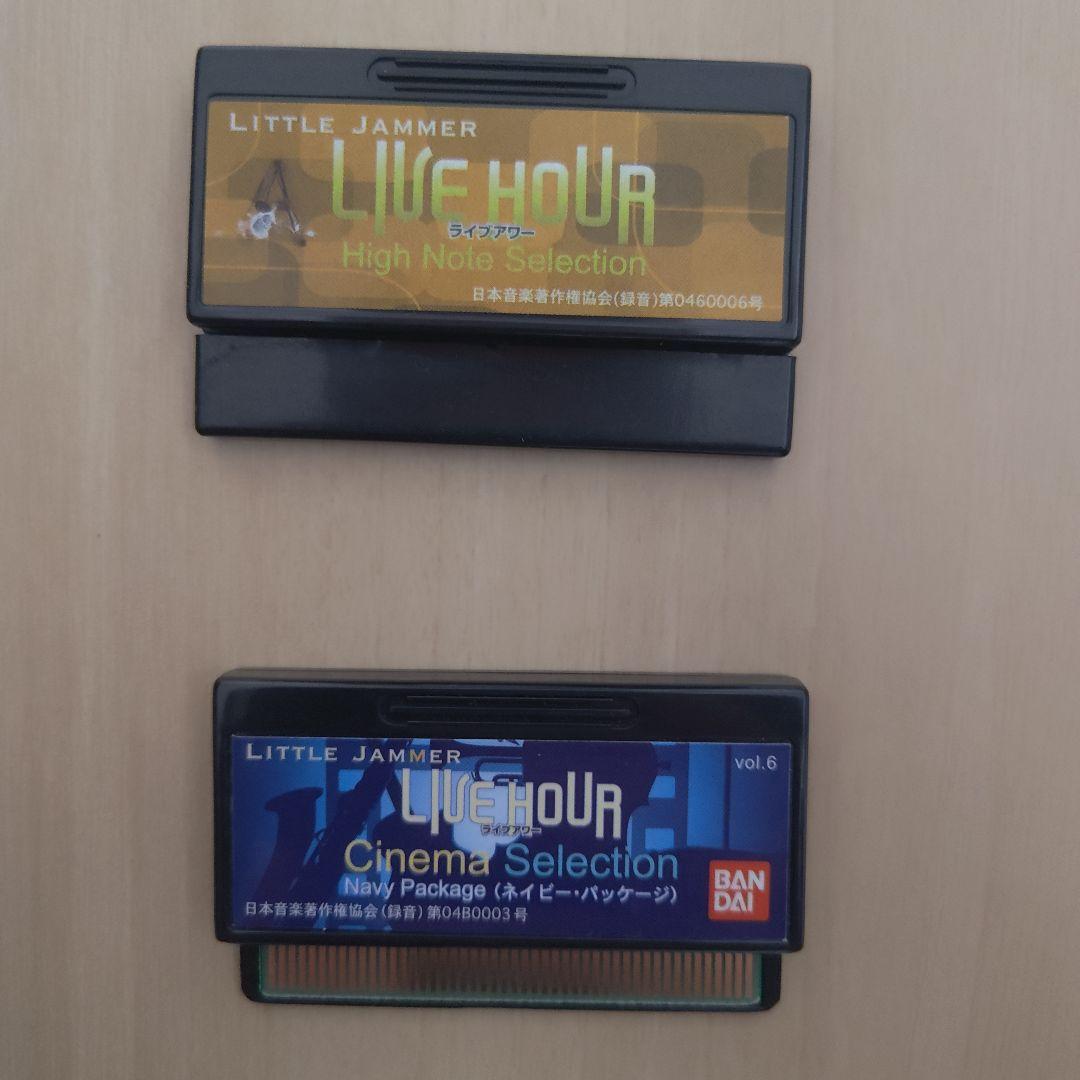 LITTLE JAMMER
LIVE HOUR
ライブアワー
High Note Selection
日本音楽著作権協会(録音)第0460006号
LITTLE JAMMER
vol.6
LIVE HOUR
ライブアワー
Cinema Selection
Navy Package (ネイビー・パッケージ)
BAN
DAI
日本音楽著作権協会(録音)第04B0003号